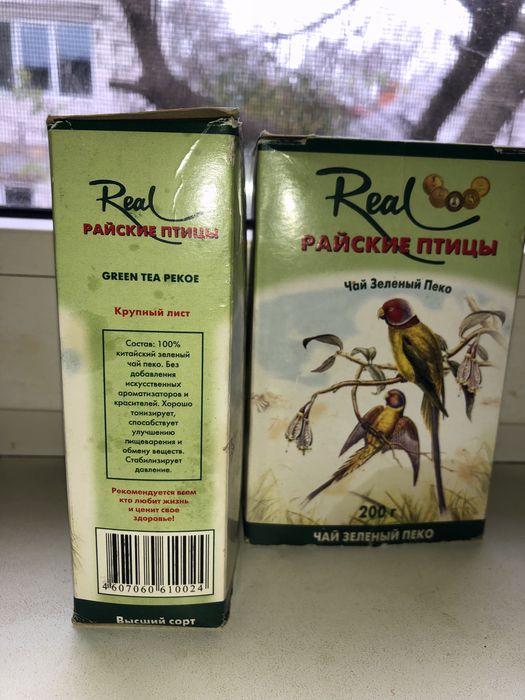 Real
РАЙСКИЕ ПТИЦЫ
GREEN TEA PEKOE
Крупный лист
Состав: 100%
китайский зеленый
чай пеко. Без
добавления
искусственных
ароматизаторов и
красителей. Хорошо
тонизирует,
способствует
улучшению
пищеварения и
обмену веществ.
Стабилизирует
давление.
Рекомендуется всем
кто любит жизнь
и ценит свое
здоровье!
4 607060 610024
Высший сорт
Real
РАЙСКИЕ ПТИЦЫ
Чай Зеленый Пеко
200 г
ЧАЙ ЗЕЛЕНЫЙ ПЕКО